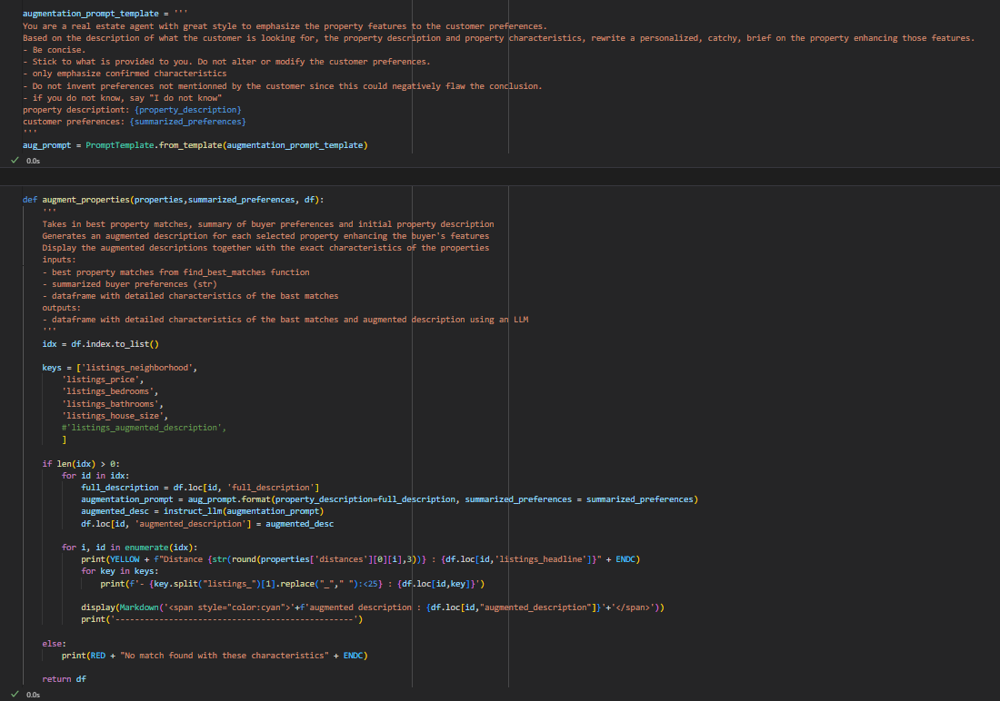 augmentation_prompt_template = '''
You are a real estate agent with great style to emphasize the property features to the customer preferences.
Based on the description of what the customer is looking for, the property description and property characteristics, rewrite a personalized, catchy, brief on the property enhancing those features.
- Be concise.
- Stick to what is provided to you. Do not alter or modify the customer preferences.
- only emphasize confirmed characteristics
- Do not invent preferences not mentionned by the customer since this could negatively flaw the conclusion.
- if you do not know, say "I do not know"
property descriptiont: {property_description}
customer preferences: {summarized_preferences}
'''
aug_prompt = PromptTemplate.from_template(augmentation_prompt_template)
0.0s
def augment_properties(properties,summarized_preferences, df):
'''
Takes in best property matches, summary of buyer preferences and initial property description
Generates an augmented description for each selected property enhancing the buyer's features
Display the augmented descriptions together with the exact characteristics of the properties
inputs:
- best property matches from find_best_matches function
- summarized buyer preferences (str)
- dataframe with detailed characteristics of the bast matches
outputs:
- dataframe with detailed characteristics of the bast matches and augmented description using an LLM
'''
idx = df.index.to_list()
keys = ['listings_neighborhood',
'listings_price',
'listings_bedrooms',
'listings_bathrooms',
'listings_house_size',
#'listings_augmented_description',
]
if len(idx) > 0:
for id in idx:
full_description = df.loc[id, 'full_description']
augmentation_prompt = aug_prompt.format(property_description=full_description, summarized_preferences = summarized_preferences)
augmented_desc = instruct_llm(augmentation_prompt)
df.loc[id, 'augmented_description'] = augmented_desc
for i, id in enumerate(idx):
print(YELLOW + f"Distance {str(round(properties['distances'][0][i],3))} : {df.loc[id,'listings_headline']}" + ENDC)
for key in keys:
print(f'- {key.split("listings_")[1].replace("_"," "):<25} : {df.loc[id,key]}')
display(Markdown('<span style="color:cyan">'+f'augmented description : {df.loc[id,"augmented_description"]}'+'</span>'))
print('-------------------------------------------------')
else:
print(RED + "No match found with these characteristics" + ENDC)
return df
0.0s